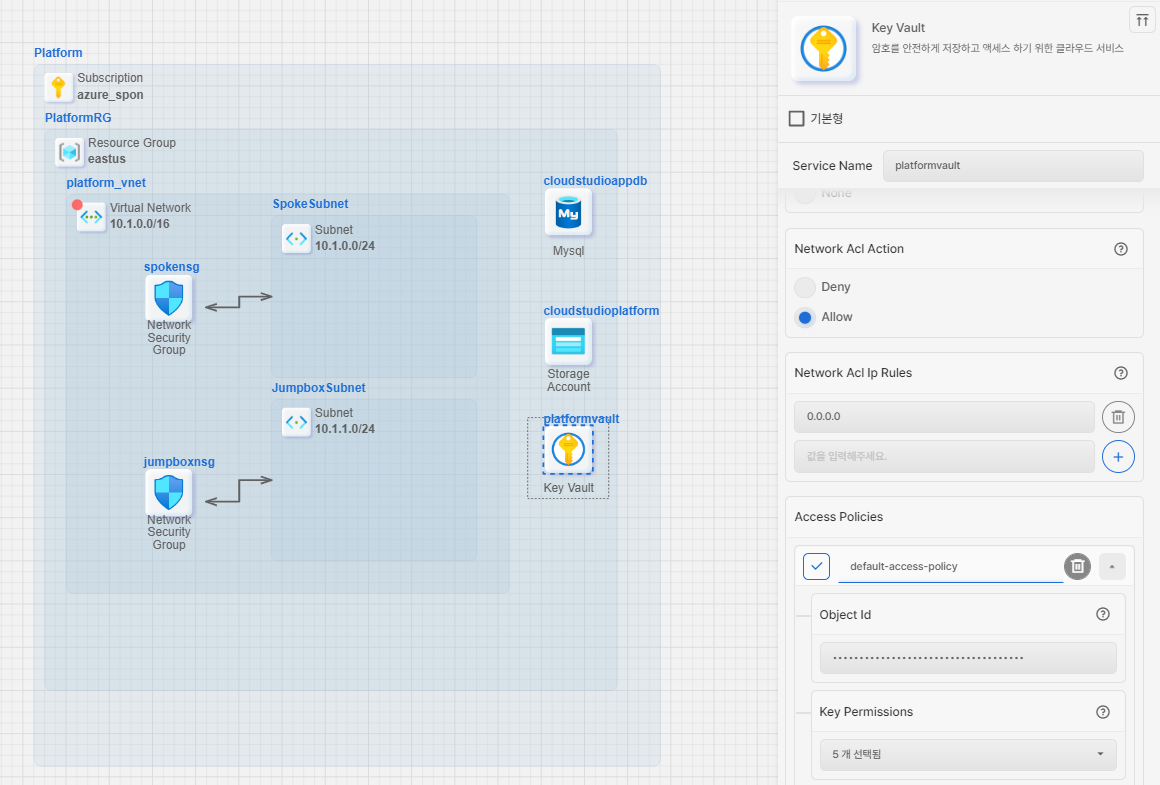 Platform
Subscription
azure_spon
PlatformRG
Resource Group
eastus
platform_vnet
Virtual Network
10.1.0.0/16
SpokeSubnet
Subnet
10.1.0.0/24
spokensg
Network
Security
Group
JumpboxSubnet
Subnet
10.1.1.0/24
jumpboxnsg
Network
Security
Group
cloudstudioappdb
My
Mysql
cloudstudioplatform
Storage
Account
platformvault
Key Vault
Key Vault
암호를 안전하게 저장하고 액세스 하기 위한 클라우드 서비스
기본형
Service Name
platformvault
None
Network Acl Action
Deny
Allow
Network Acl Ip Rules
0.0.0.0
값을 입력해주세요.
Access Policies
default-access-policy
Object Id
Key Permissions
5 개 선택됨